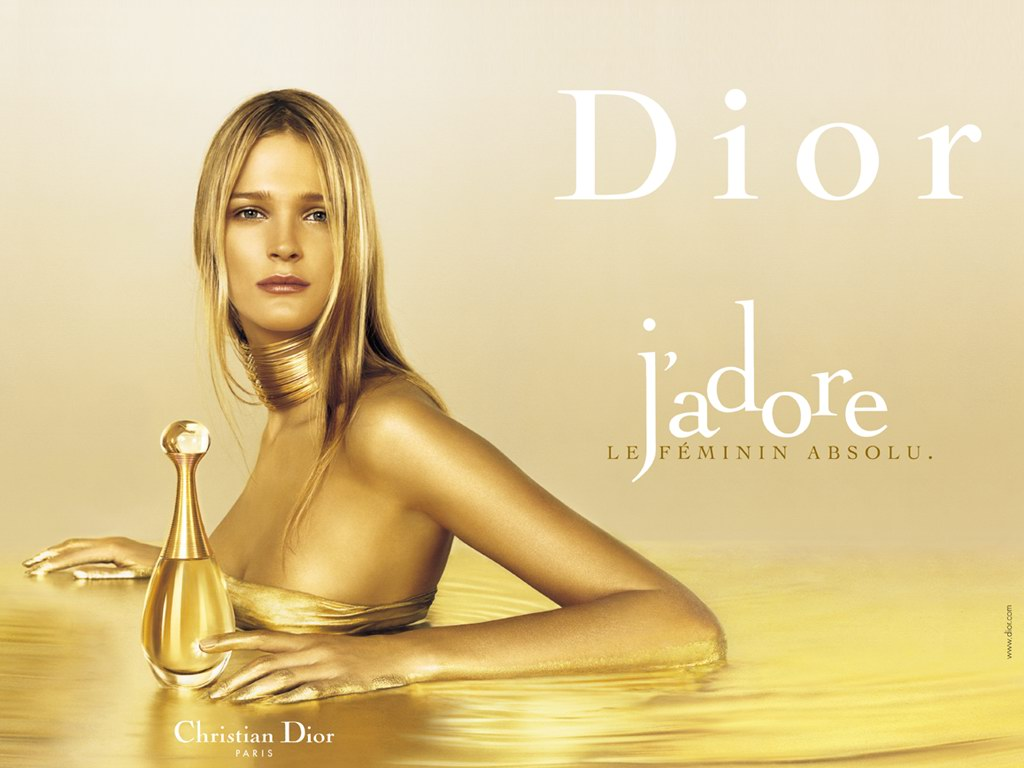 Dior
j'adore
LE FÉMININ ABSOLU.
www.dior.com
Christian Dior
PARIS